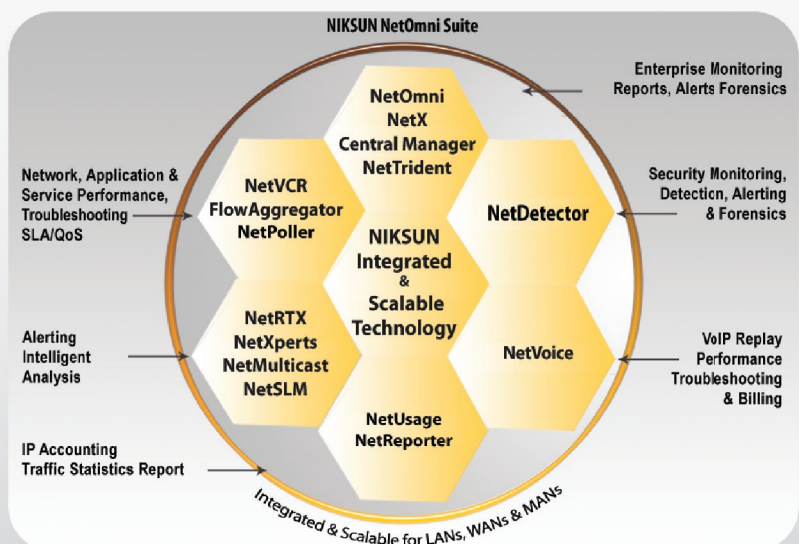 NIKSUN NetOmni Suite
Enterprise Monitoring
Reports, Alerts Forensics
NetOmni
NetX
Central Manager
NetTrident
Network, Application &
Service Performance,
Troubleshooting
SLA/QoS
NetVCR
FlowAggregator
NetPoller
Security Monitoring,
Detection, Alerting
& Forensics
NetDetector
NIKSUN
Integrated
&
Scalable
Technology
Alerting
Intelligent
Analysis
NetRTX
NetXperts
NetMulticast
NetSLM
NetVoice
VoIP Replay
Performance
Troubleshooting
& Billing
NetUsage
NetReporter
IP Accounting
Traffic Statistics Report
Integrated & Scalable for LANs, WANs & MANs